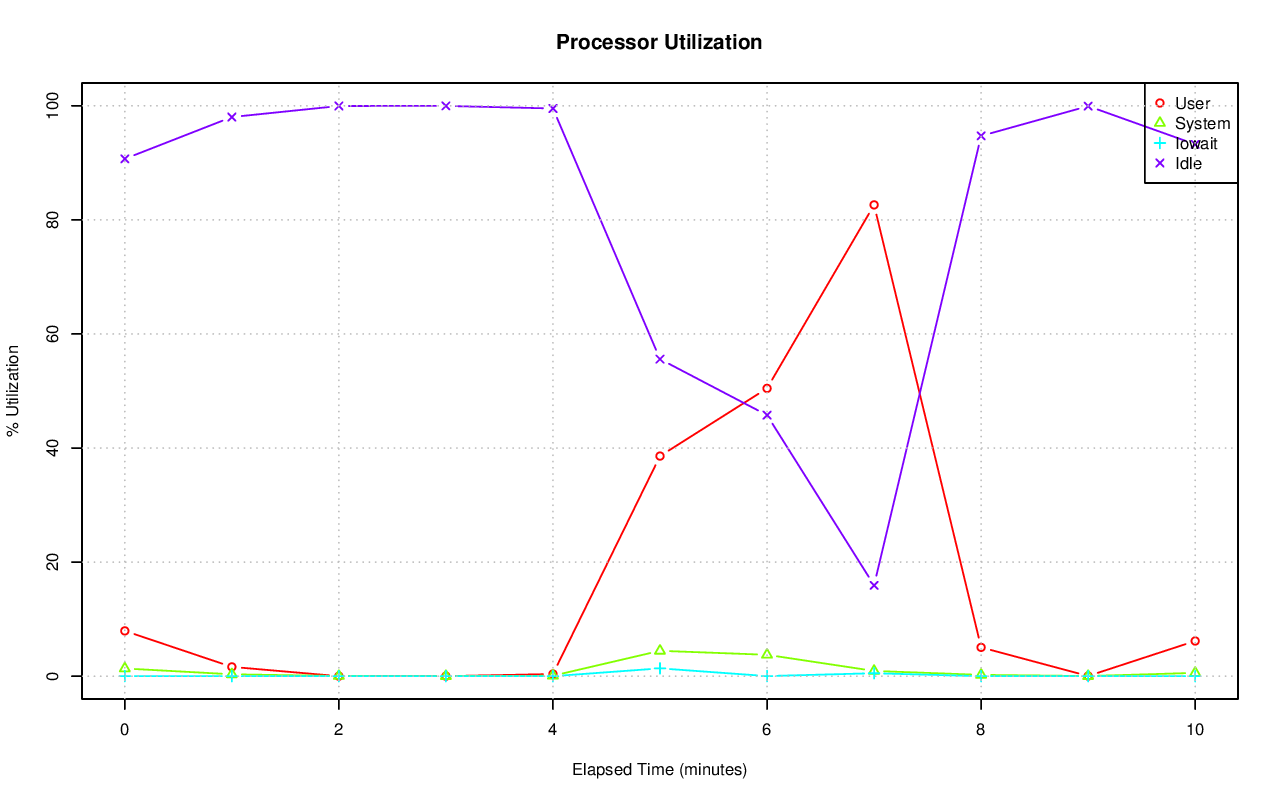 Processor Utilization
User
System
Iowait
Idle
% Utilization
100
80
60
40
20
0
0 2 4 6 8 10
Elapsed Time (minutes)